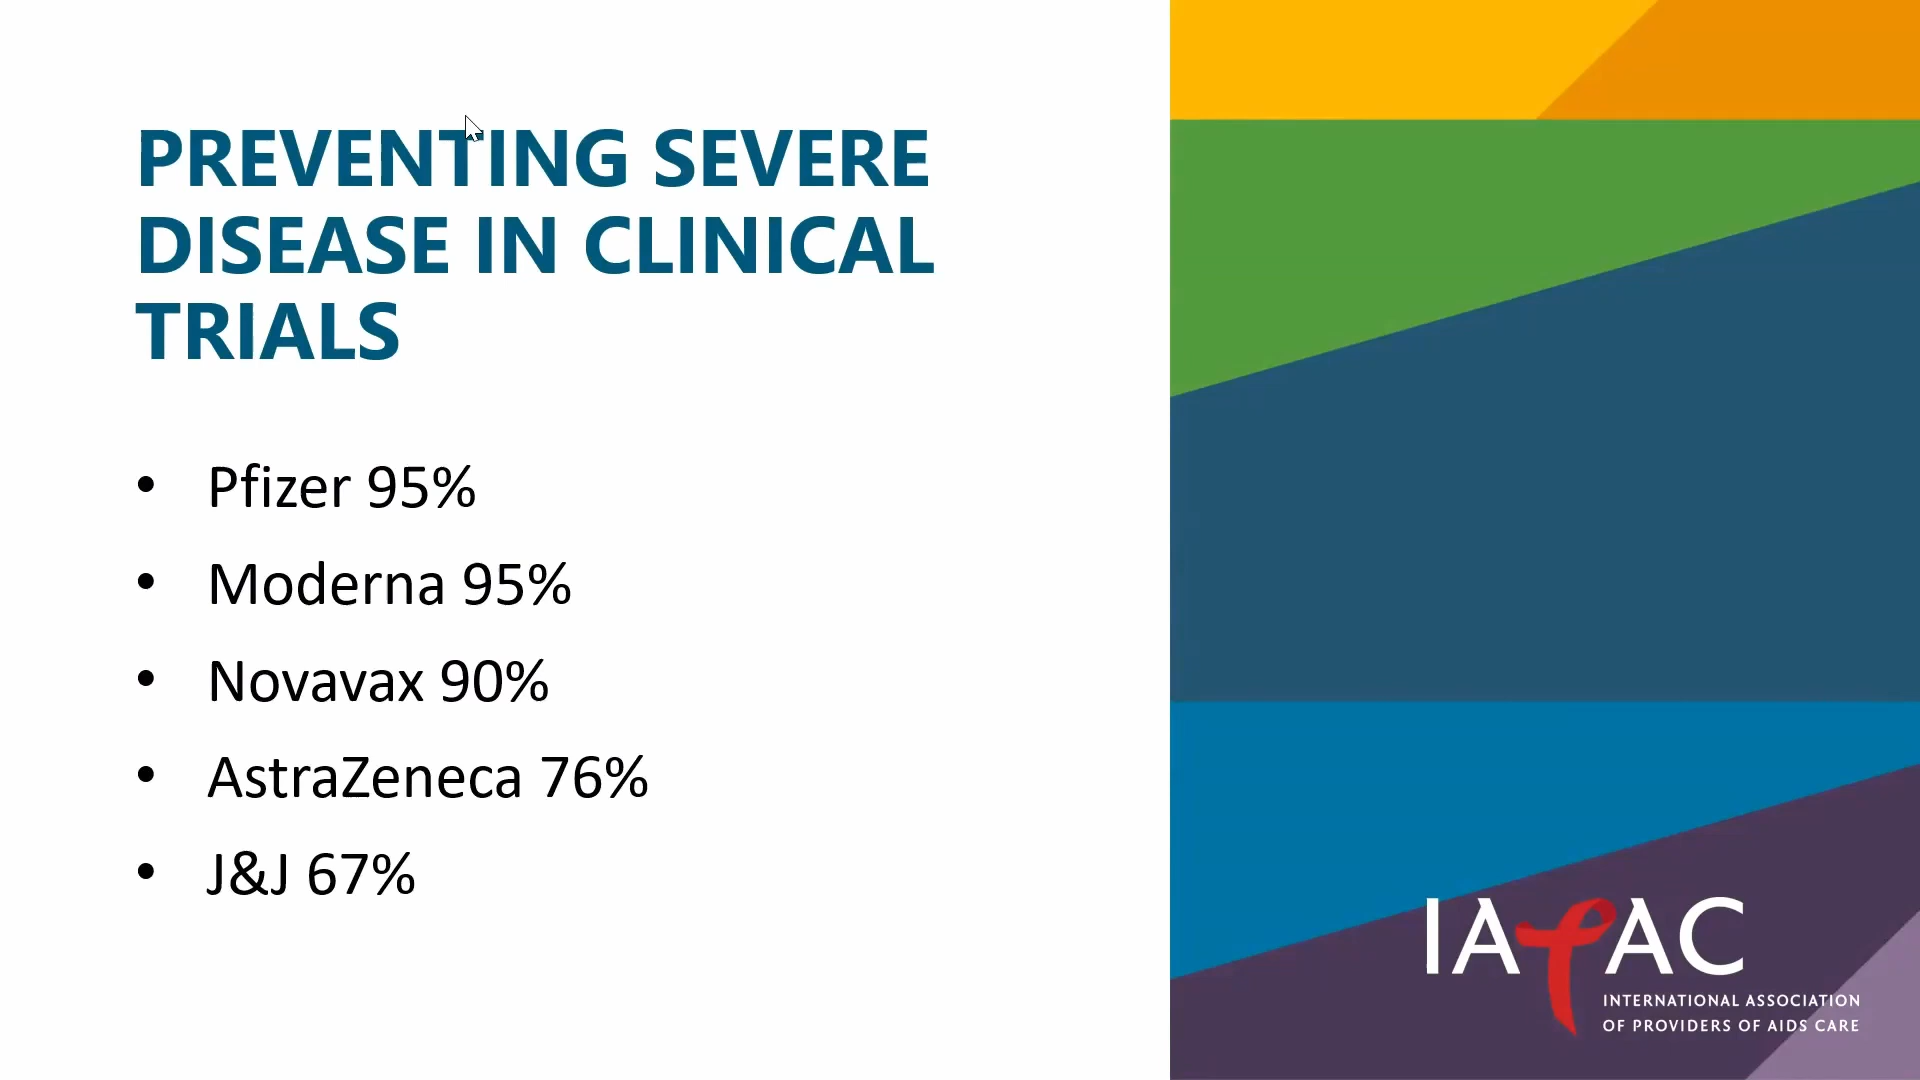 PREVENTING SEVERE
DISEASE IN CLINICAL
TRIALS
• Pfizer 95%
• Moderna 95%
• Novavax 90%
• AstraZeneca 76%
• J&J 67%
IAPAC
INTERNATIONAL ASSOCIATION
OF PROVIDERS OF AIDS CARE